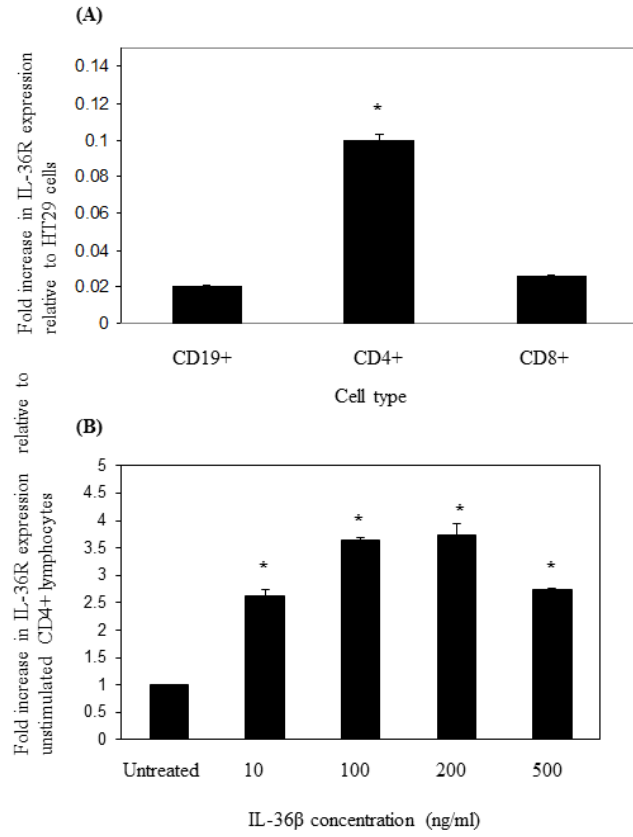 (A)
Fold increase in IL-36R expression
relative to HT29 cells
0.14
0.12
0.1
0.08
0.06
0.04
0.02
0
*
CD19+
CD4+
CD8+
Cell type
(B)
Fold increase in IL-36R expression relative to
unstimulated CD4+ lymphocytes
5
4.5
4
3.5
3
2.5
2
1.5
1
0.5
0
*
*
*
*
Untreated
10
100
200
500
IL-36β concentration (ng/ml)